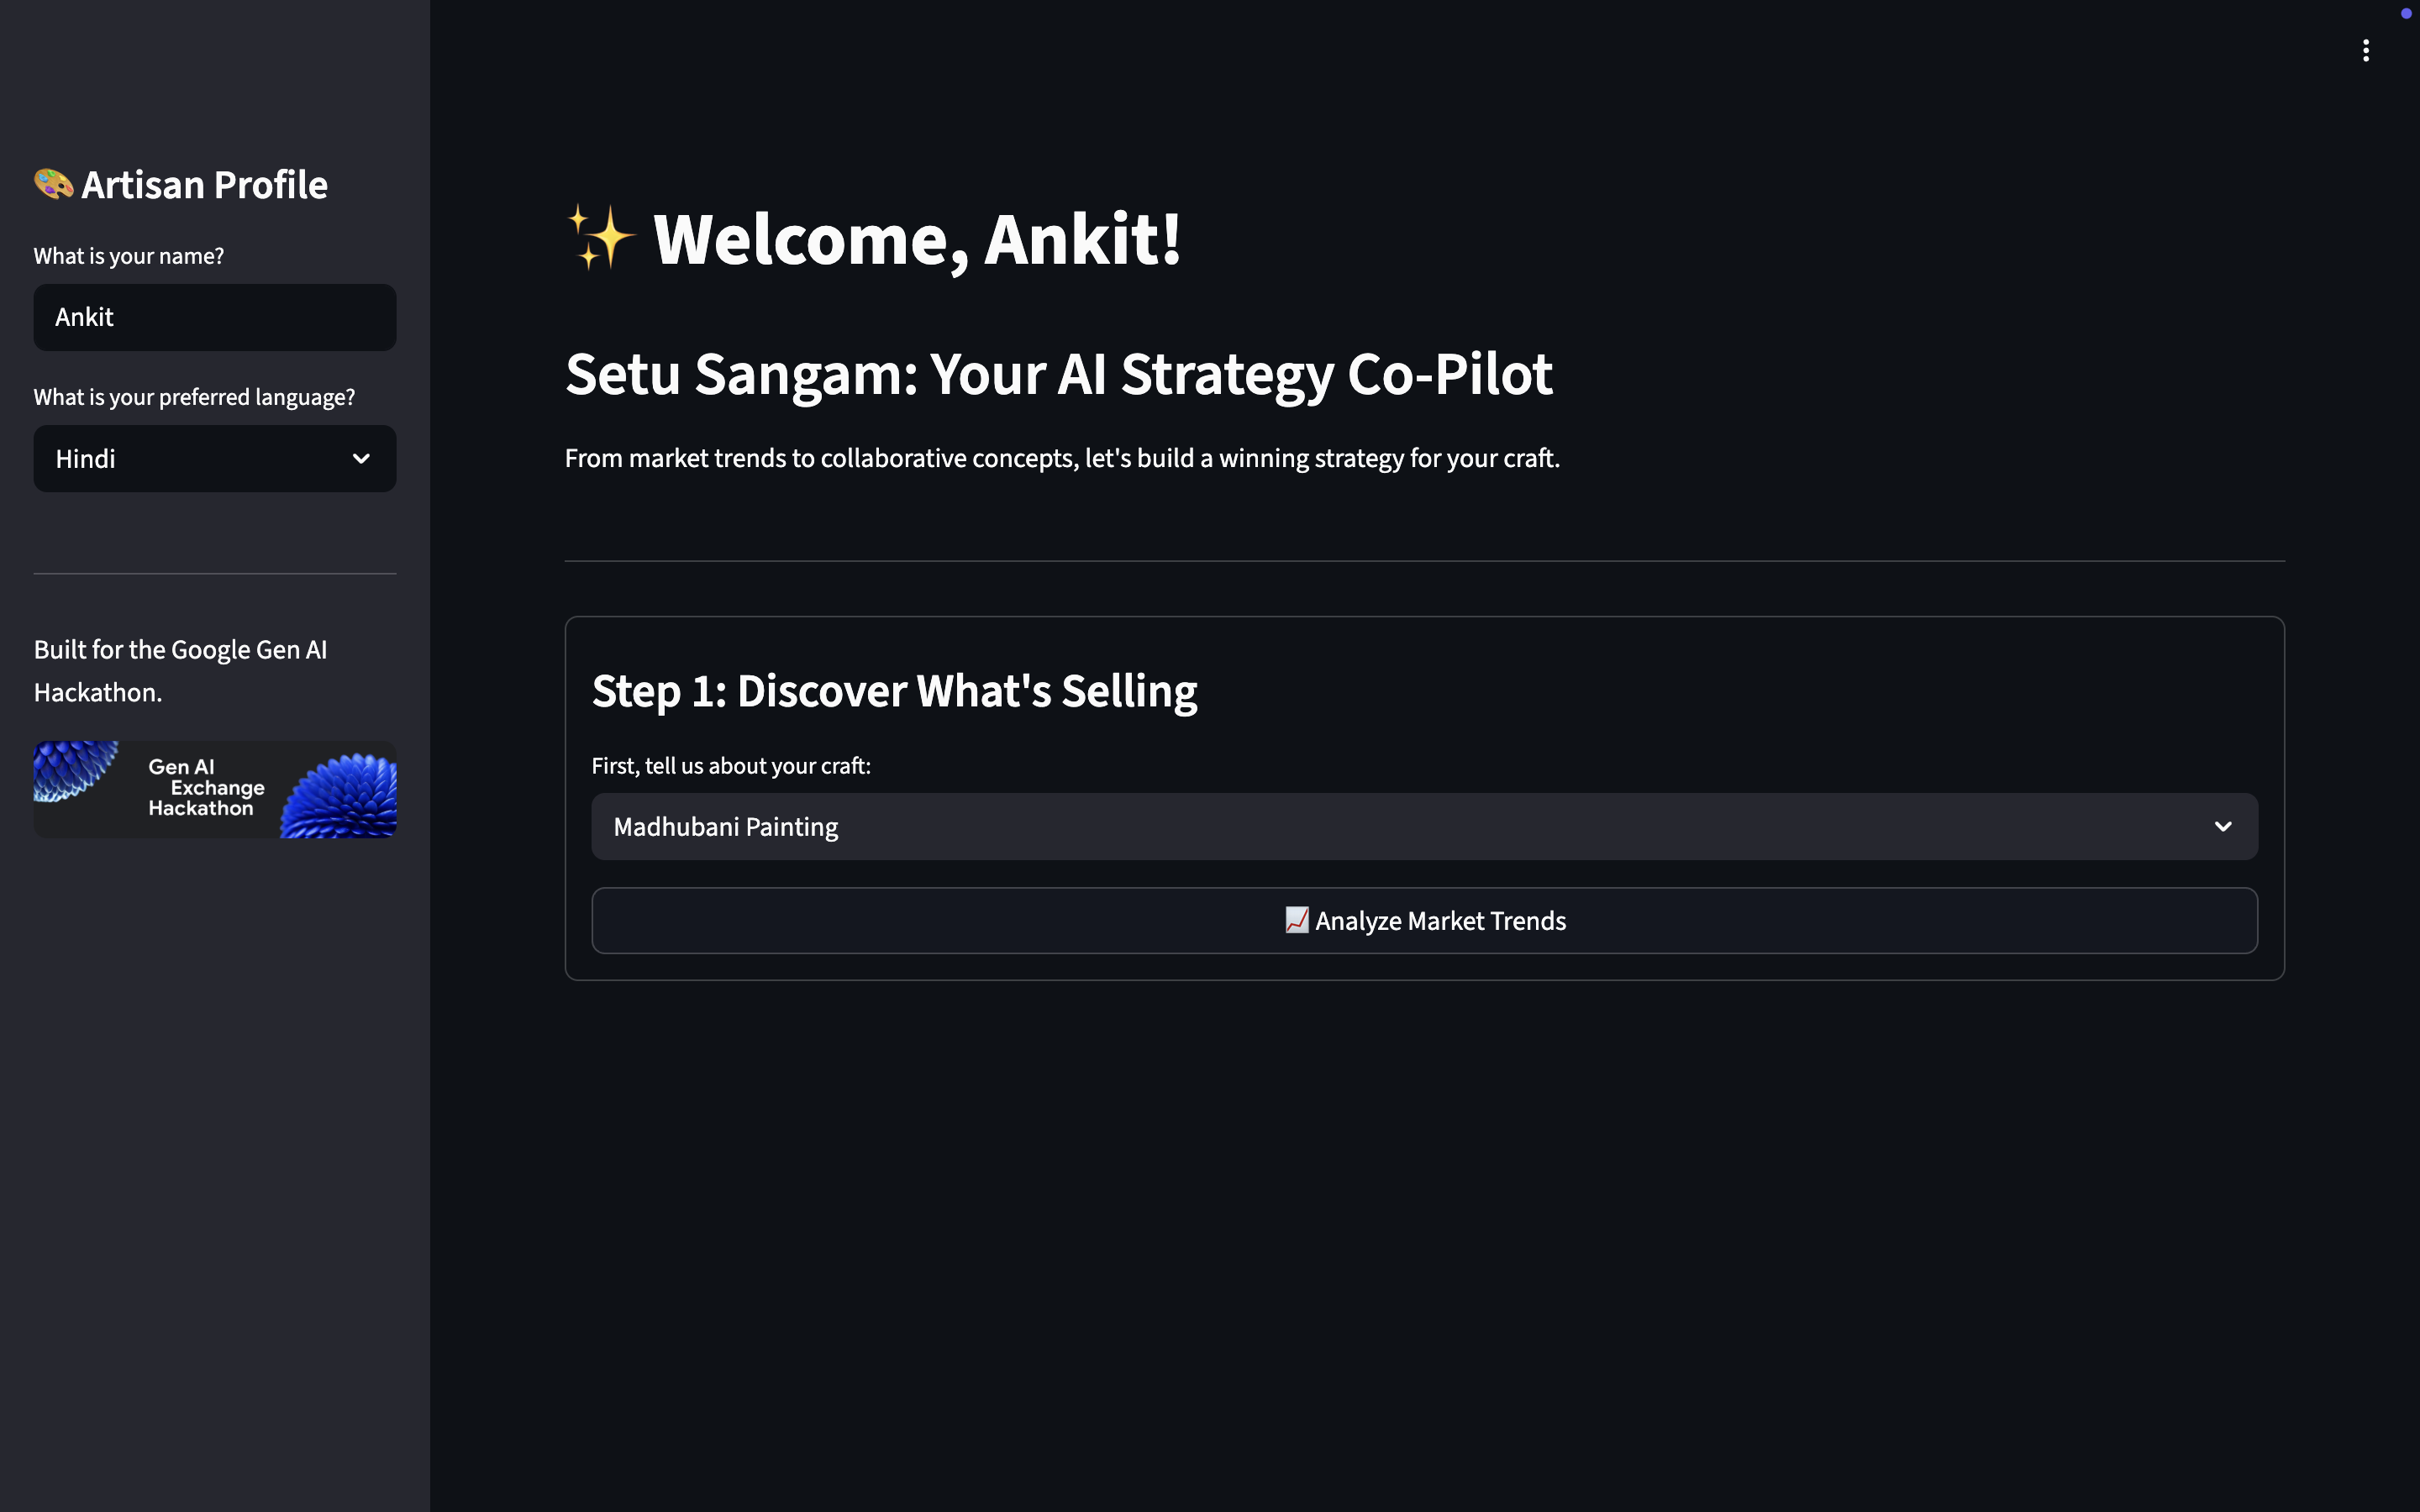 🎨 Artisan Profile
What is your name?
Ankit
What is your preferred language?
Hindi
Built for the Google Gen AI
Hackathon.
Gen AI
Exchange
Hackathon
✨ Welcome, Ankit!
Setu Sangam: Your AI Strategy Co-Pilot
From market trends to collaborative concepts, let's build a winning strategy for your craft.
Step 1: Discover What's Selling
First, tell us about your craft:
Madhubani Painting
📈 Analyze Market Trends